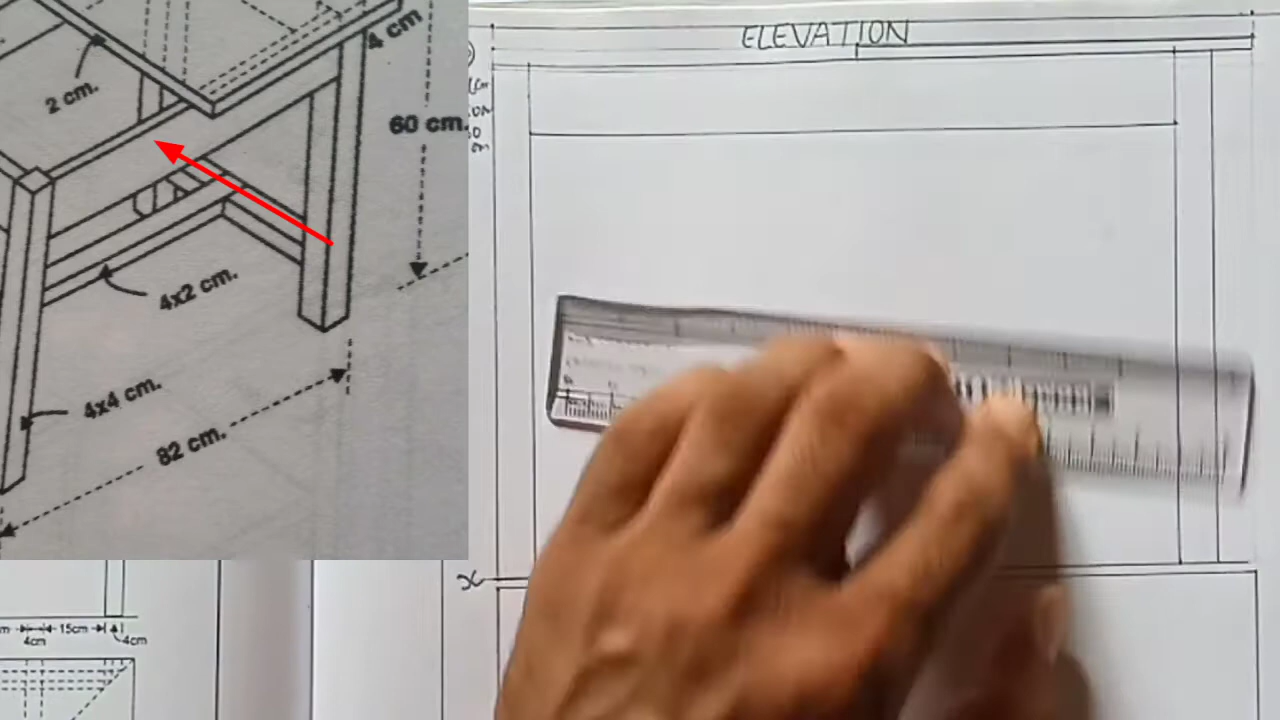 2 cm.
4 cm
60 cm.
4x2 cm.
4x4 cm.
82 cm.
ELEVATION
X
15cm
4cm
4cm